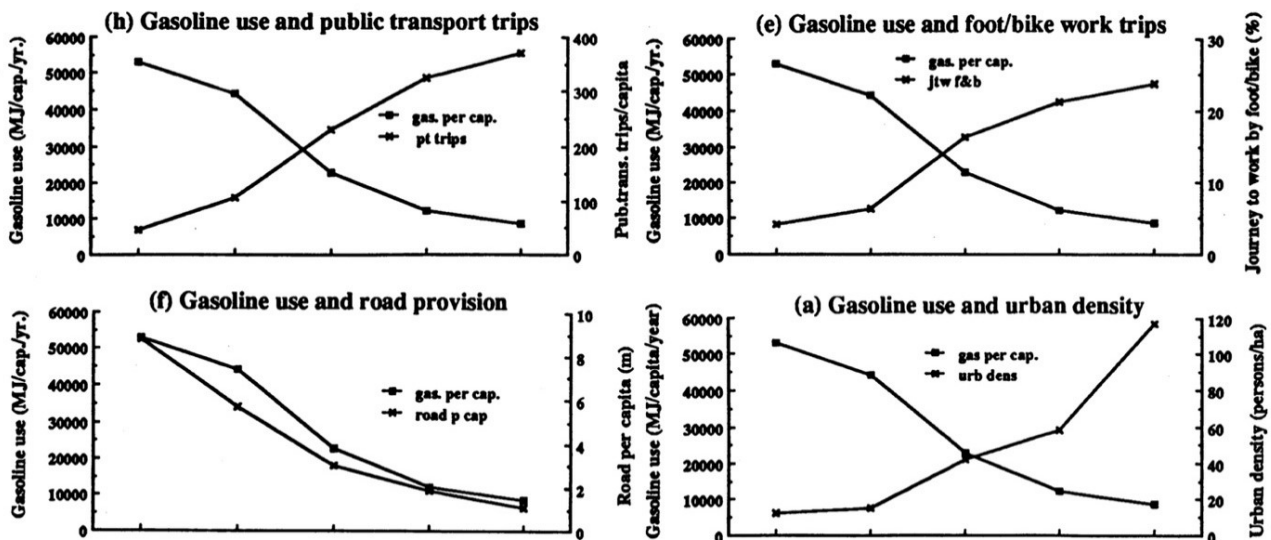 (h) Gasoline use and public transport trips
Gasoline use (MJ/cap./yr.)
60000
50000
40000
30000
20000
10000
0
gas. per cap.
pt trips
400
300
200
100
0
Pub.trans. trips/capita
(e) Gasoline use and foot/bike work trips
Gasoline use (MJ/cap./yr.)
60000
50000
40000
30000
20000
10000
0
gas. per cap.
jtw f&b
30
20
10
0
Journey to work by foot/bike (%)
(f) Gasoline use and road provision
Gasoline use (MJ/cap./yr.)
60000
50000
40000
30000
20000
10000
0
gas. per cap.
road p cap
10
8
6
4
2
0
Road per capita (m)
(a) Gasoline use and urban density
Gasoline use (MJ/capita/year)
60000
50000
40000
30000
20000
10000
0
gas per cap.
urb dens
120
100
80
60
40
20
0
Urban density (persons/ha)